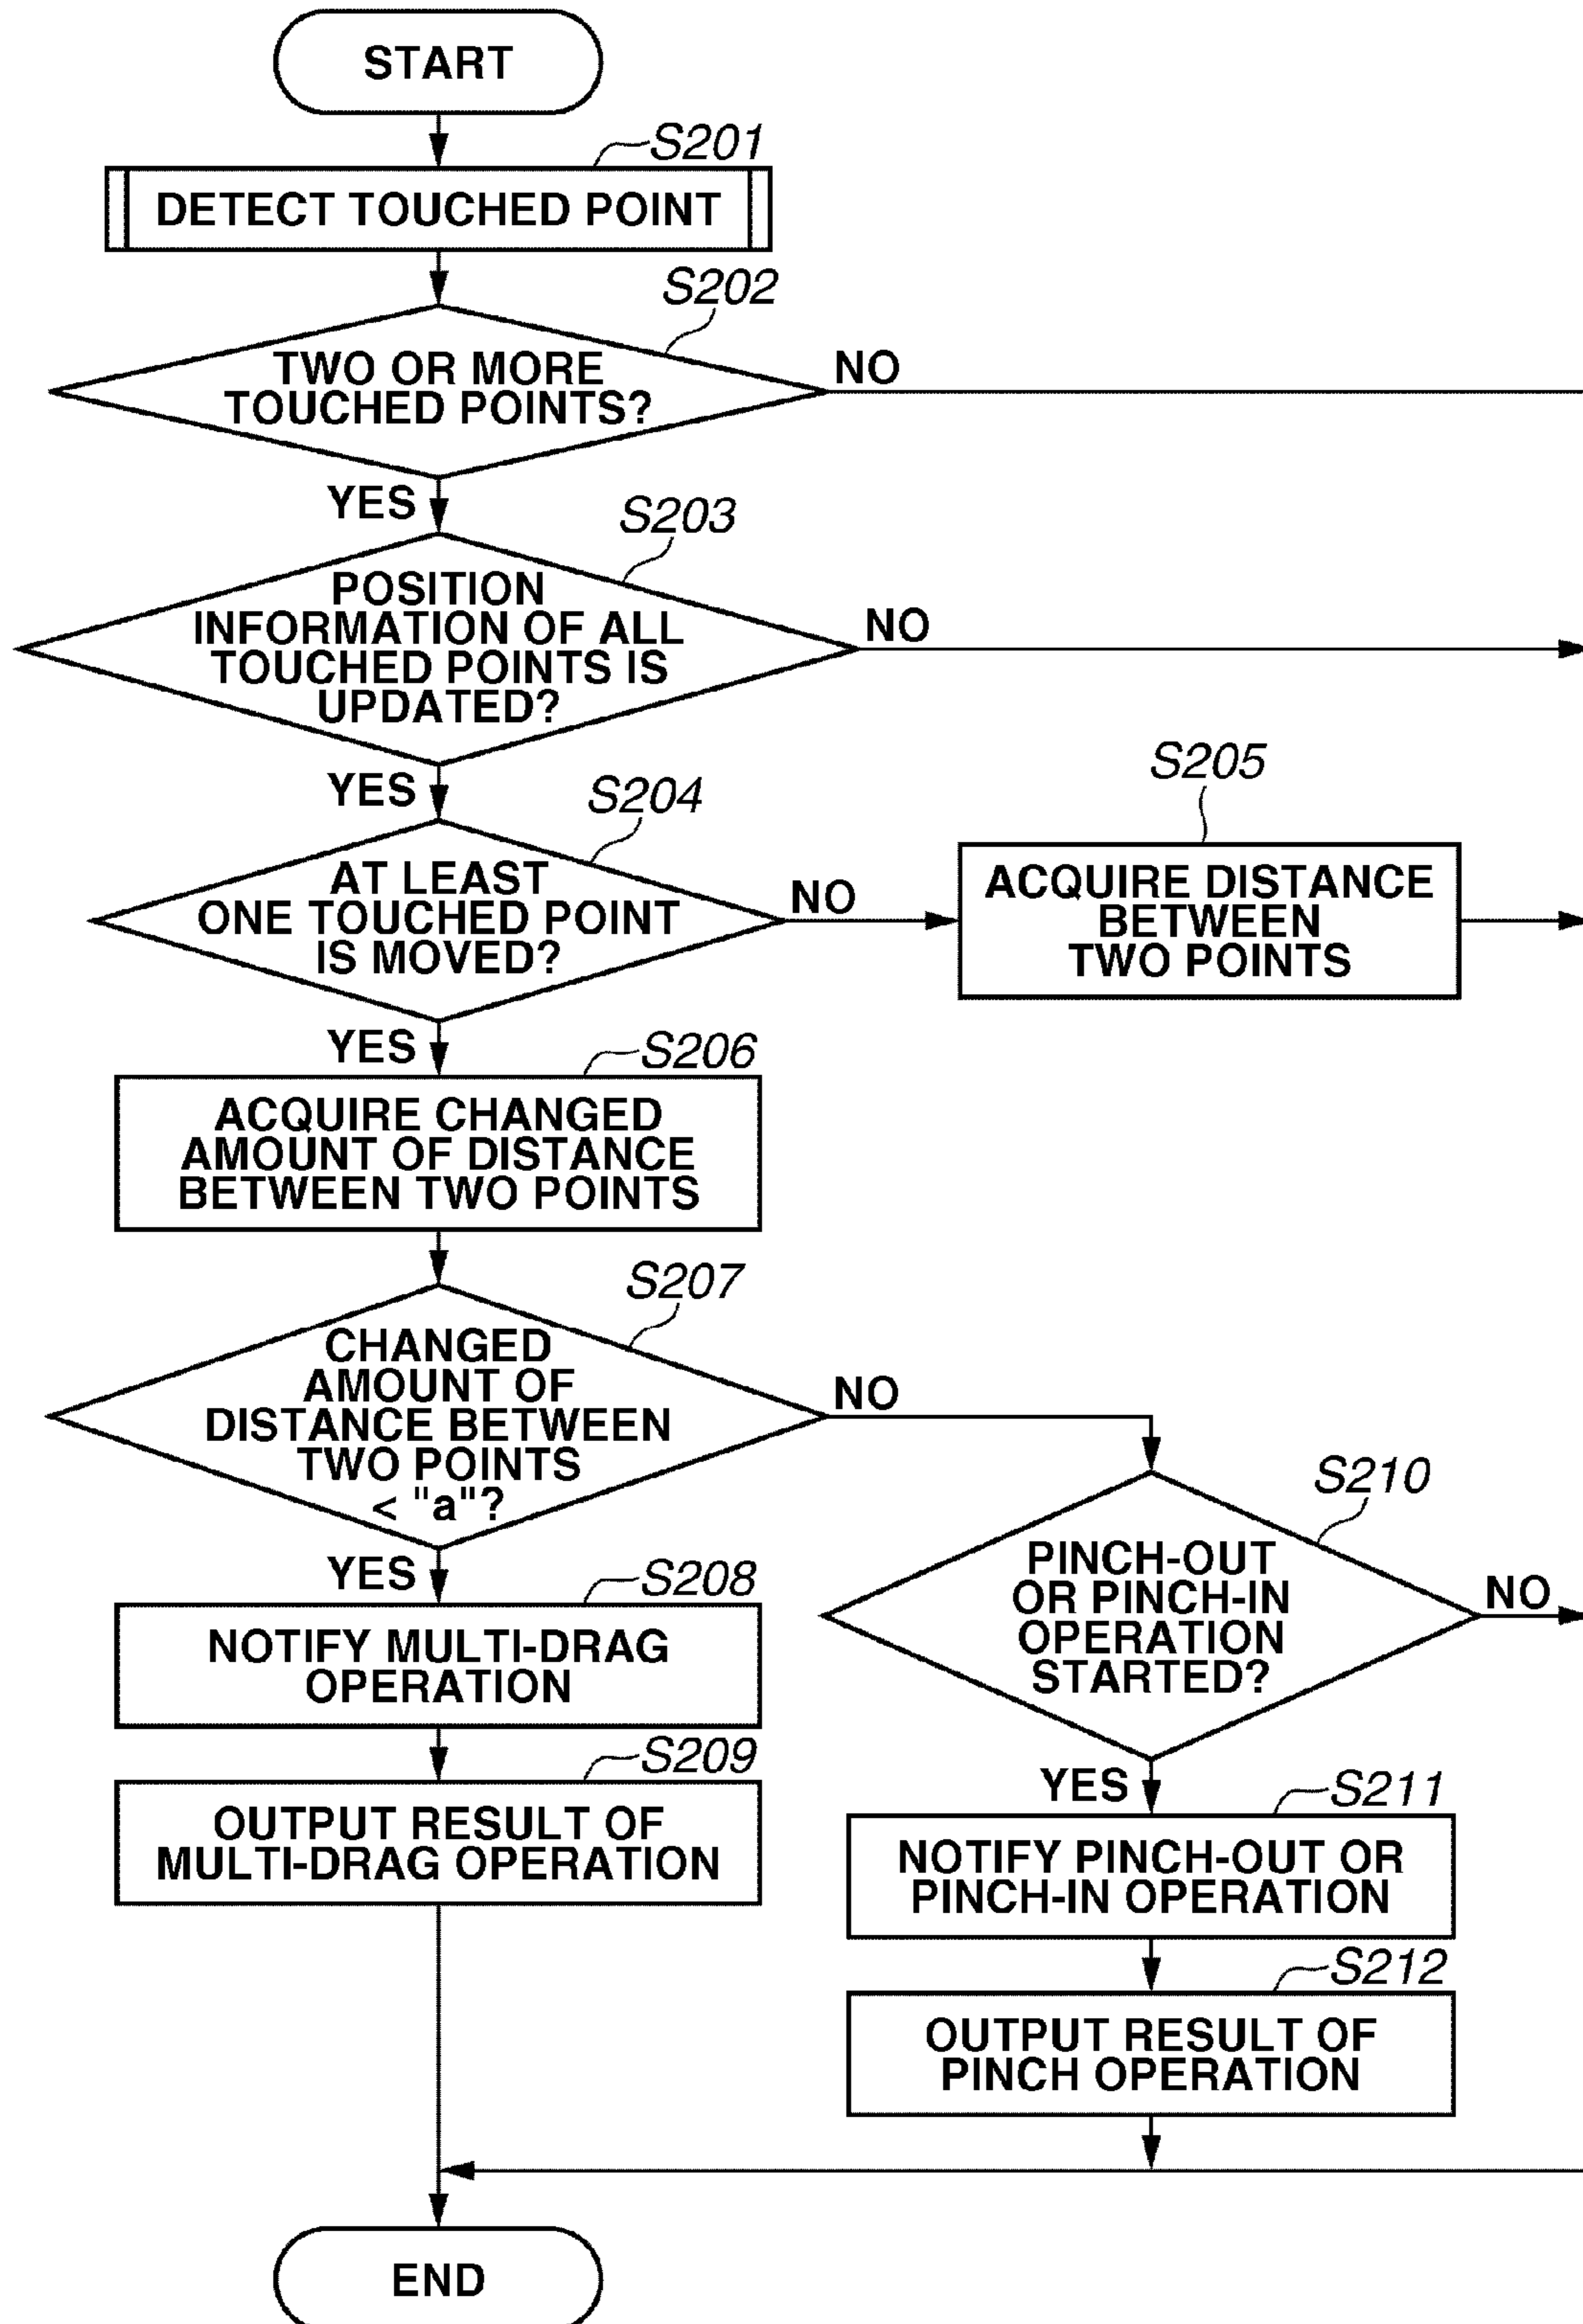 START
S201
DETECT TOUCHED POINT
S202
TWO OR MORE
TOUCHED POINTS?
NO
YES
S203
POSITION
INFORMATION OF ALL
TOUCHED POINTS IS
UPDATED?
NO
YES
S204
AT LEAST
ONE TOUCHED POINT
IS MOVED?
NO
S205
ACQUIRE DISTANCE
BETWEEN
TWO POINTS
YES
S206
ACQUIRE CHANGED
AMOUNT OF DISTANCE
BETWEEN TWO POINTS
S207
CHANGED
AMOUNT OF
DISTANCE BETWEEN
TWO POINTS
< "a"?
NO
YES
S208
NOTIFY MULTI-DRAG
OPERATION
S209
OUTPUT RESULT OF
MULTI-DRAG OPERATION
S210
PINCH-OUT
OR PINCH-IN
OPERATION
STARTED?
NO
YES
S211
NOTIFY PINCH-OUT OR
PINCH-IN OPERATION
S212
OUTPUT RESULT OF
PINCH OPERATION
END